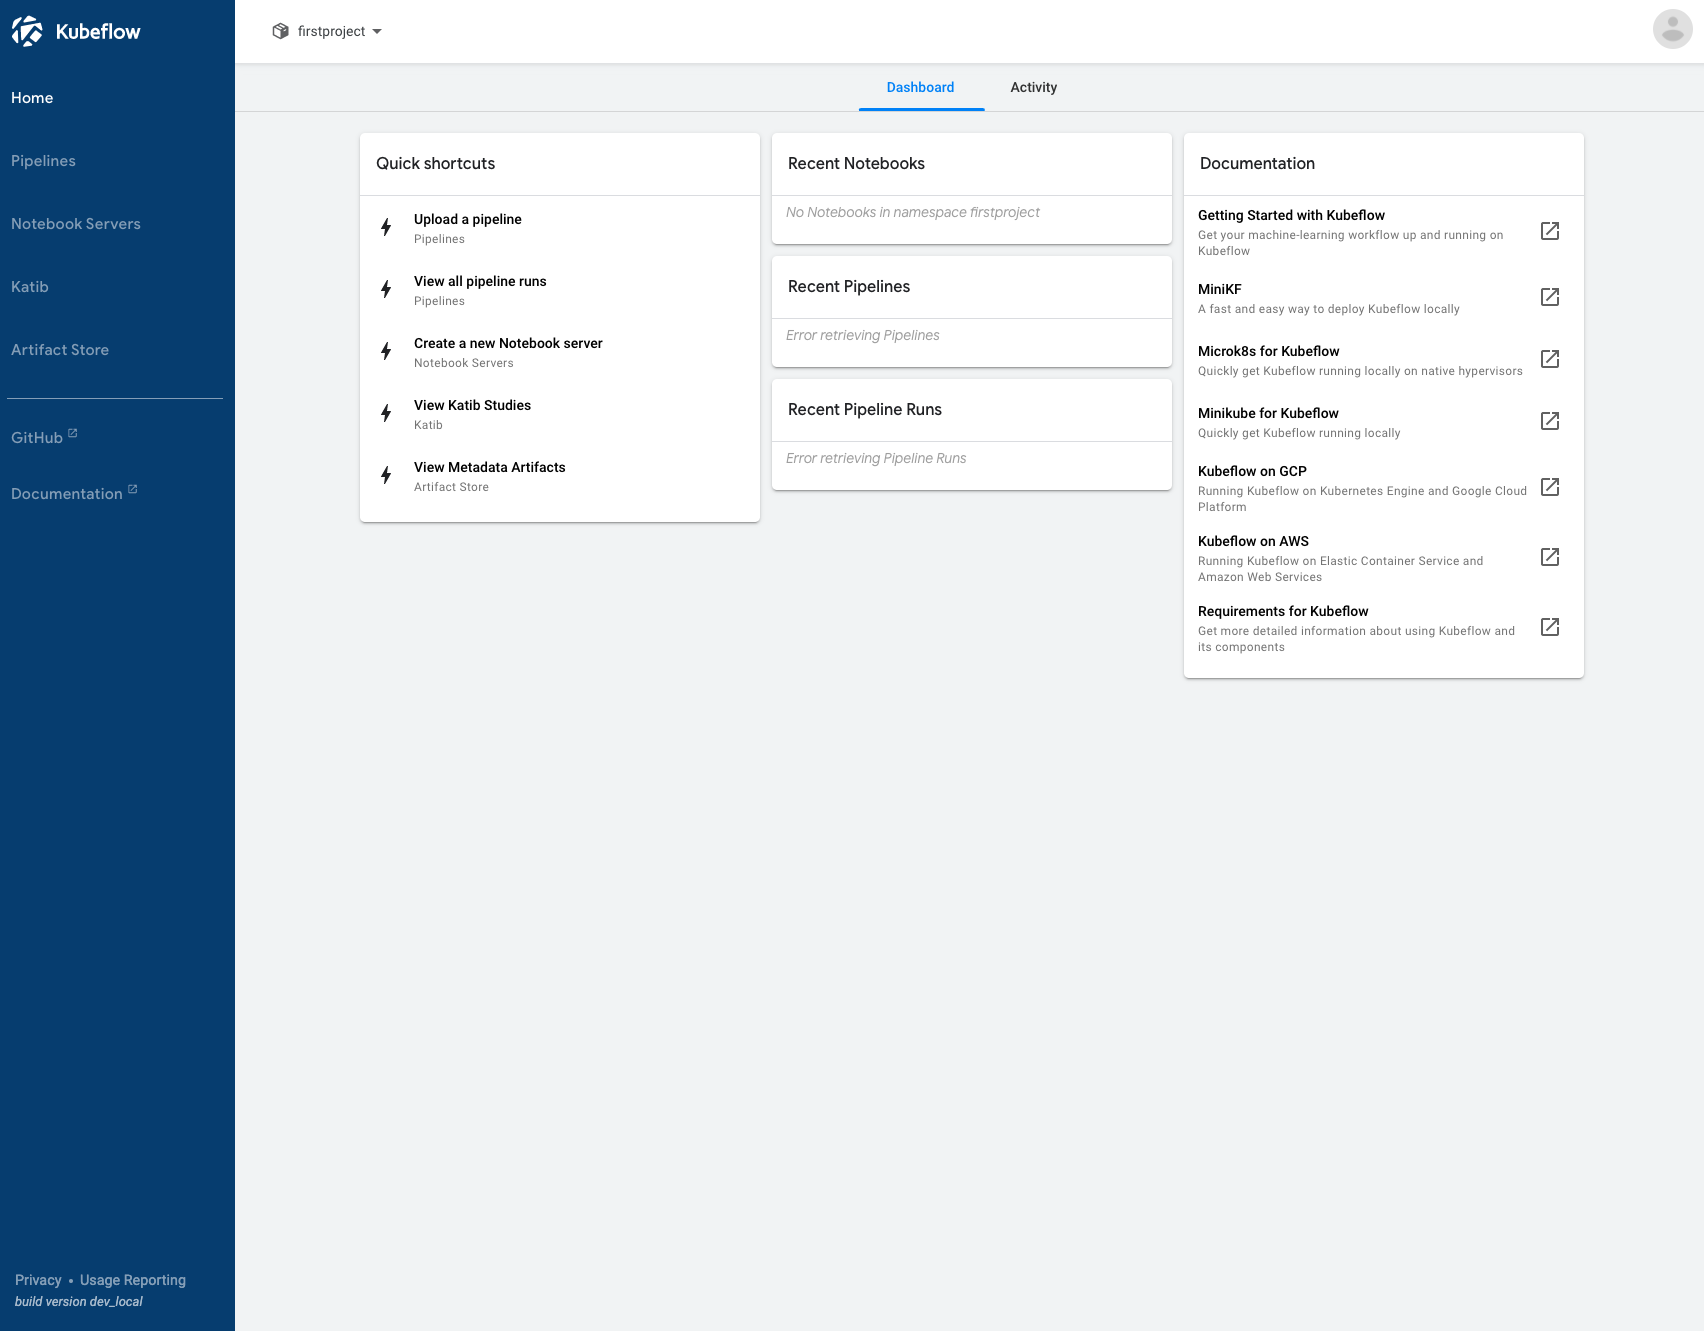 Kubeflow
Home
Pipelines
Notebook Servers
Katib
Artifact Store
GitHub
Documentation
Privacy • Usage Reporting
build version dev_local
firstproject
Dashboard
Activity
Quick shortcuts
Upload a pipeline
Pipelines
View all pipeline runs
Pipelines
Create a new Notebook server
Notebook Servers
View Katib Studies
Katib
View Metadata Artifacts
Artifact Store
Recent Notebooks
No Notebooks in namespace firstproject
Recent Pipelines
Error retrieving Pipelines
Recent Pipeline Runs
Error retrieving Pipeline Runs
Documentation
Getting Started with Kubeflow
Get your machine-learning workflow up and running on
Kubeflow
MiniKF
A fast and easy way to deploy Kubeflow locally
Microk8s for Kubeflow
Quickly get Kubeflow running locally on native hypervisors
Minikube for Kubeflow
Quickly get Kubeflow running locally
Kubeflow on GCP
Running Kubeflow on Kubernetes Engine and Google Cloud
Platform
Kubeflow on AWS
Running Kubeflow on Elastic Container Service and
Amazon Web Services
Requirements for Kubeflow
Get more detailed information about using Kubeflow and
its components